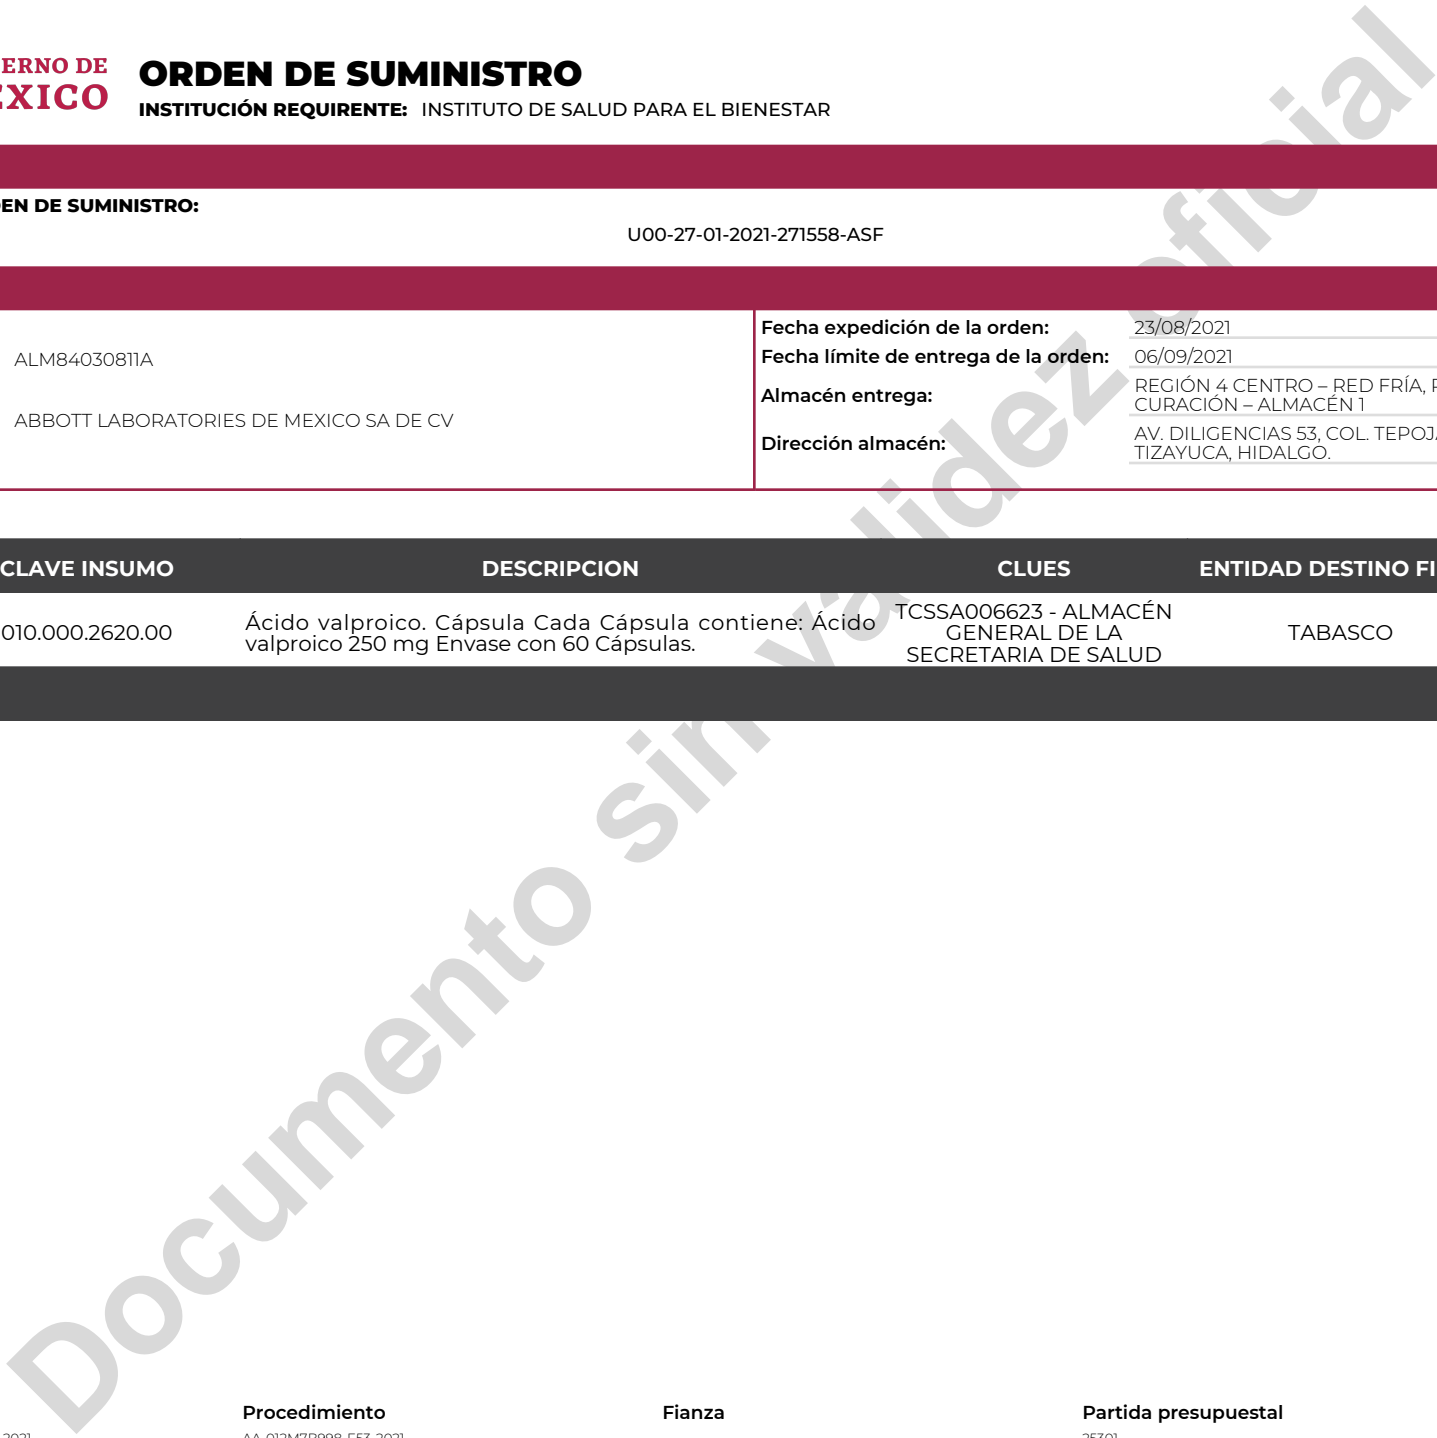 ERNO DE
ÉXICO
ORDEN DE SUMINISTRO
INSTITUCIÓN REQUIRENTE: INSTITUTO DE SALUD PARA EL BIENESTAR
EN DE SUMINISTRO:
U00-27-01-2021-271558-ASF
ALM84030811A
ABBOTT LABORATORIES DE MEXICO SA DE CV
Fecha expedición de la orden: 23/08/2021
Fecha límite de entrega de la orden: 06/09/2021
Almacén entrega: REGIÓN 4 CENTRO – RED FRÍA,
CURACIÓN – ALMACÉN 1
Dirección almacén: AV. DILIGENCIAS 53, COL. TEPOJ
TIZAYUCA, HIDALGO.
CLAVE INSUMO DESCRIPCION CLUES ENTIDAD DESTINO FI
010.000.2620.00 Ácido valproico. Cápsula Cada Cápsula contiene: Ácido
valproico 250 mg Envase con 60 Cápsulas.
TCSSA006623 - ALMACÉN
GENERAL DE LA
SECRETARIA DE SALUD
TABASCO
Documento sin validez oficial
Procedimiento Fianza Partida presupuestal